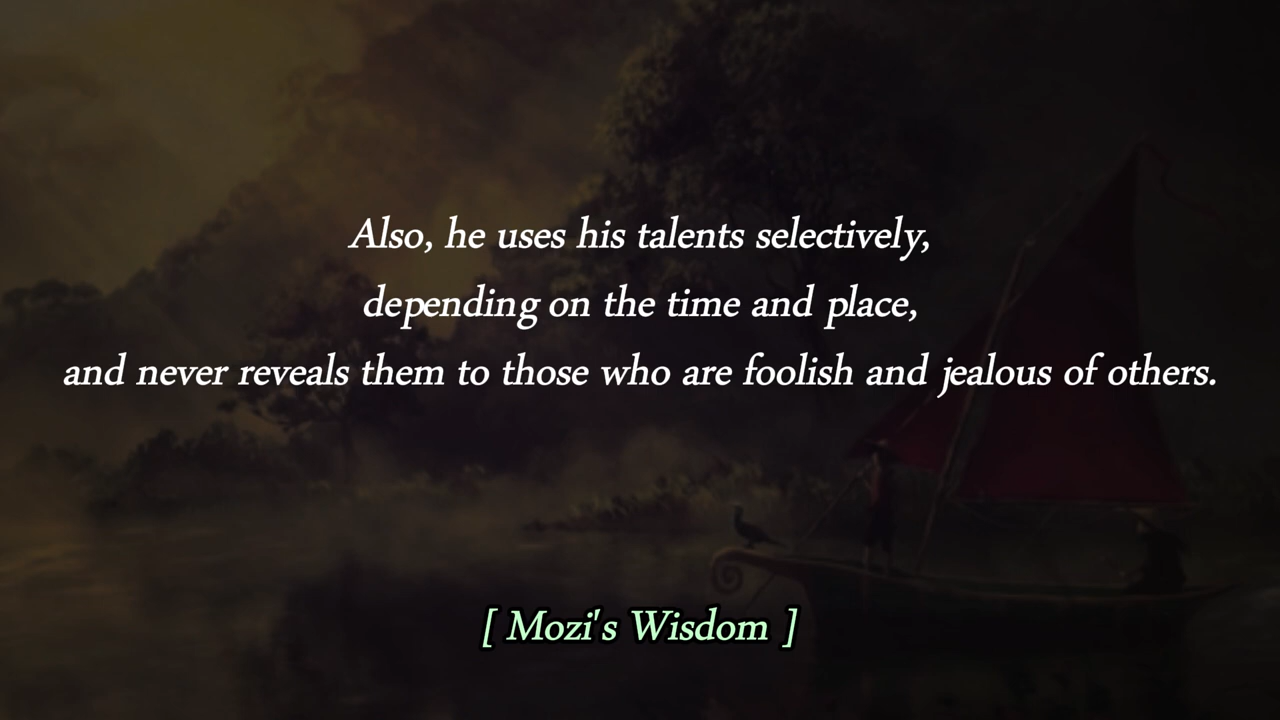 Also, he uses his talents selectively,
depending on the time and place,
and never reveals them to those who are foolish and jealous of others.
[ Mozi's Wisdom ]